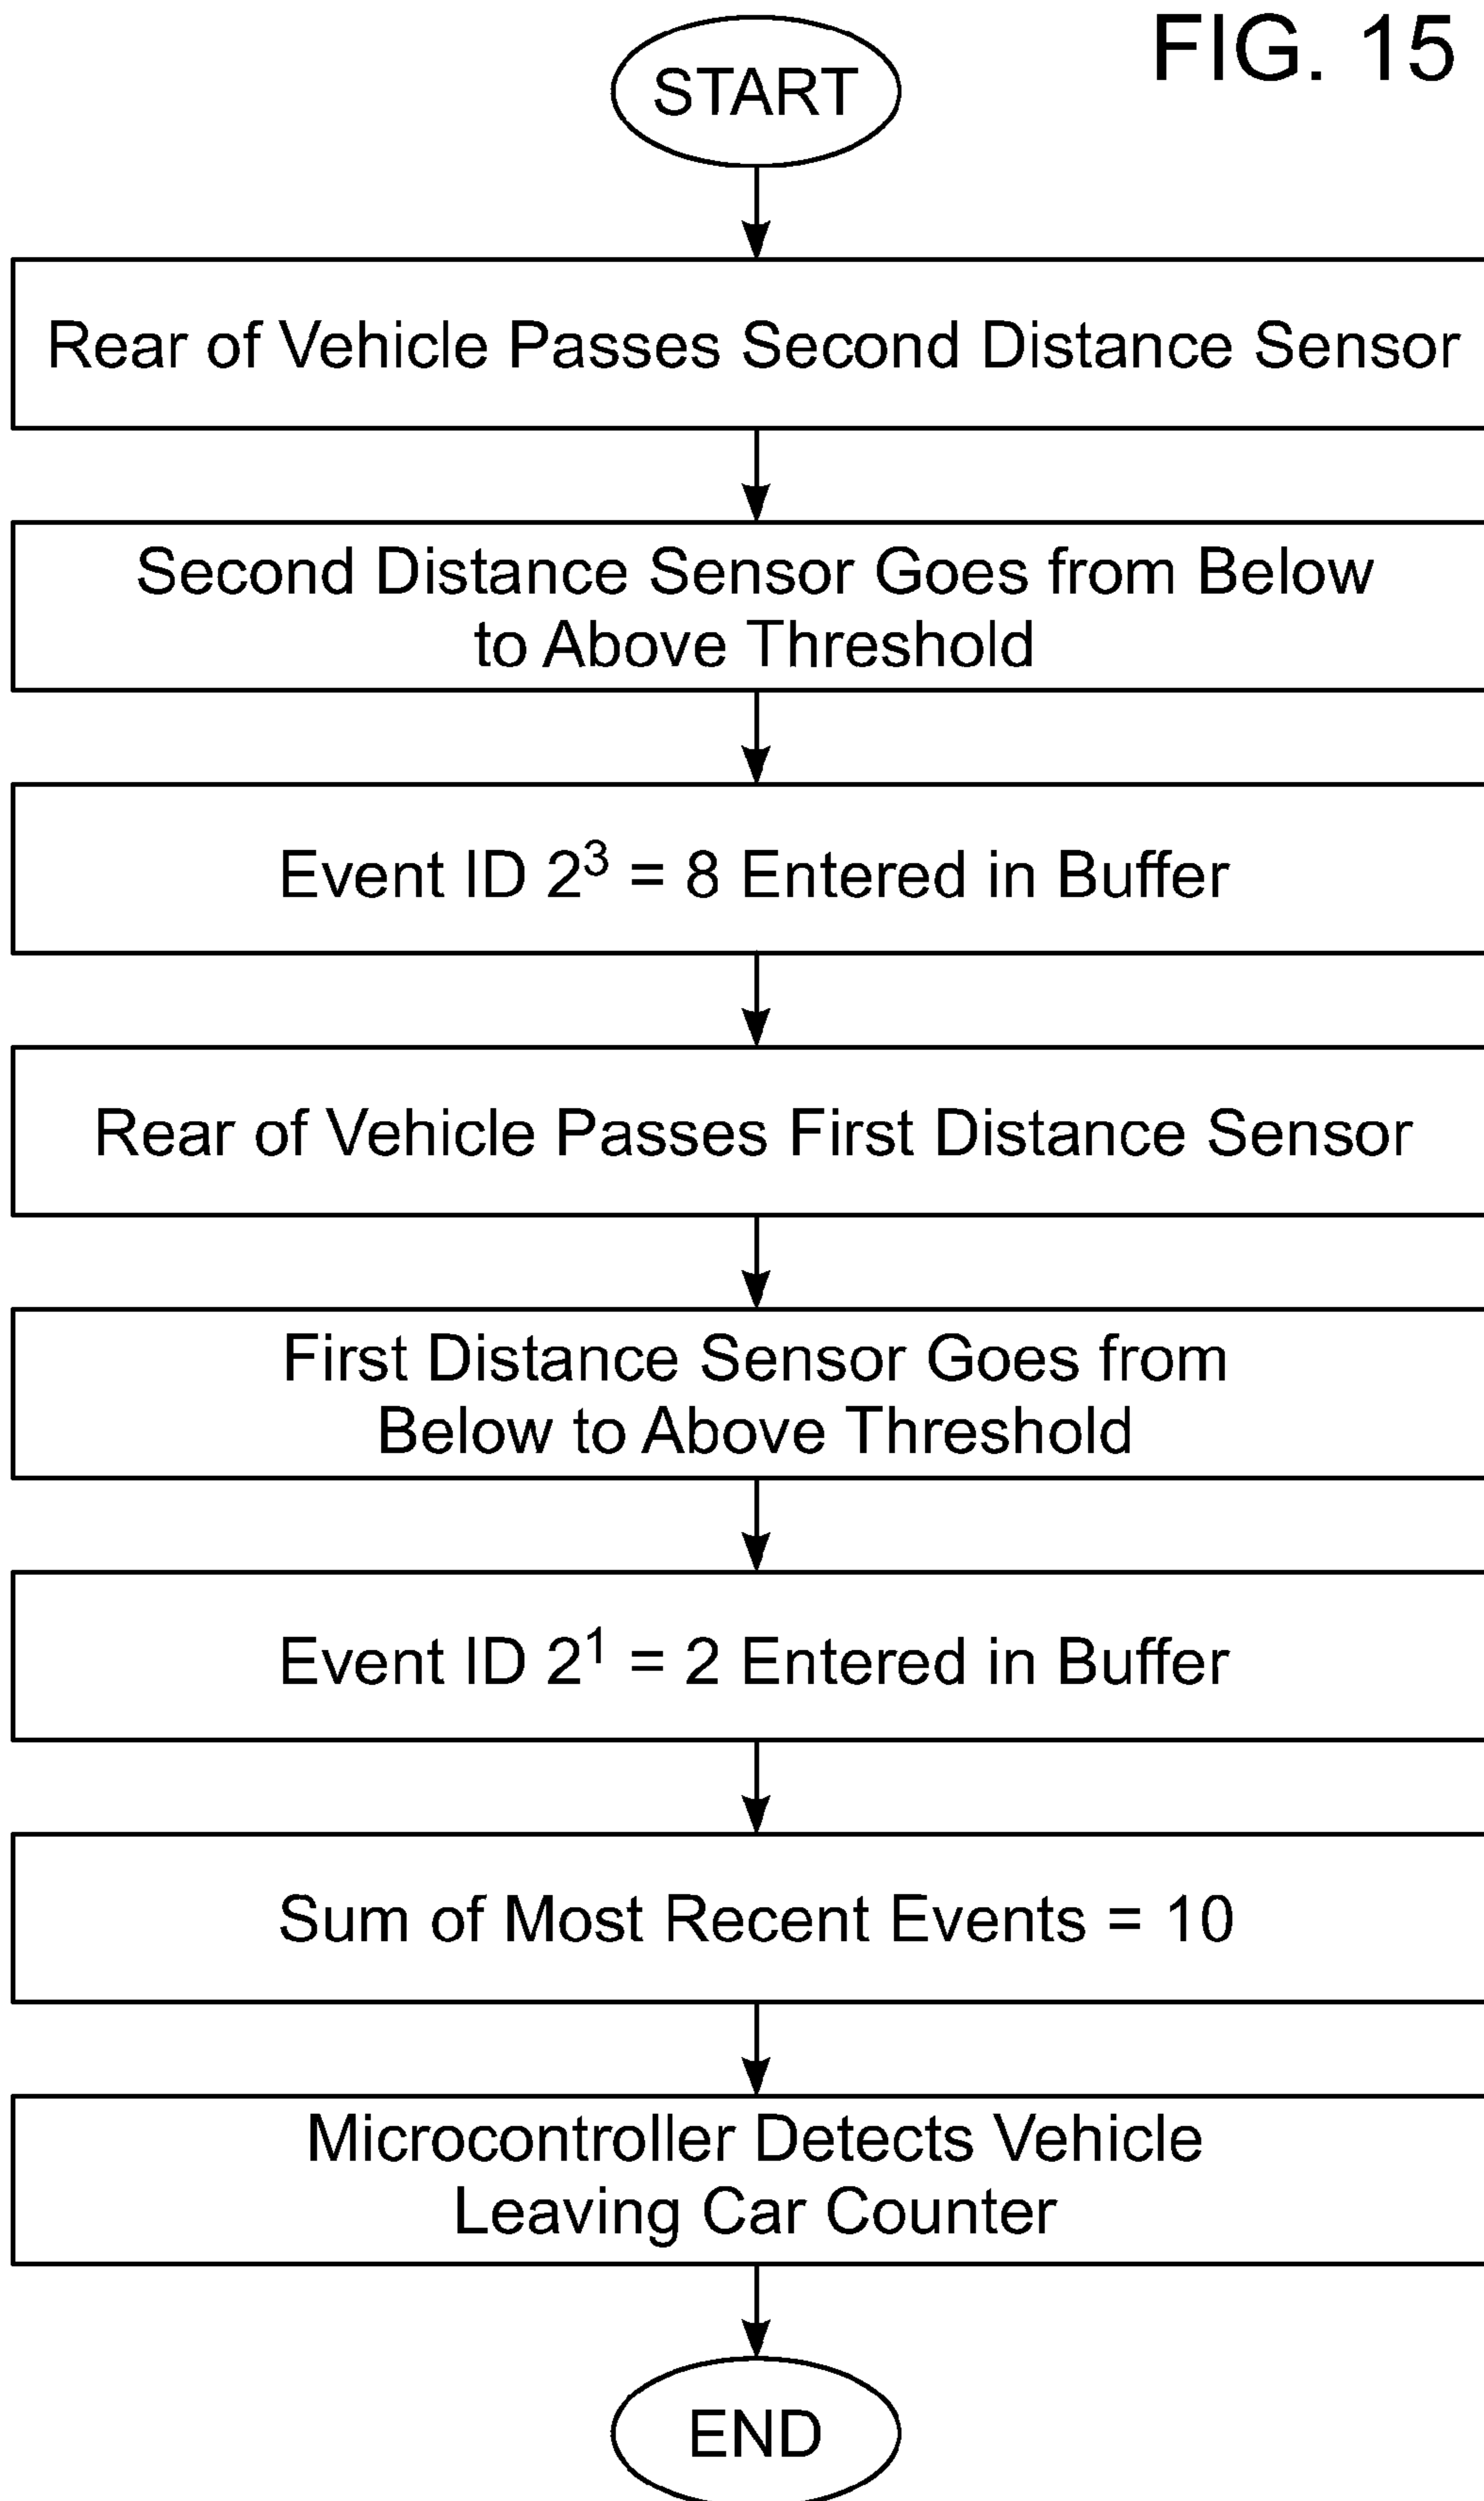 FIG. 15
START
Rear of Vehicle Passes Second Distance Sensor
Second Distance Sensor Goes from Below
to Above Threshold
Event ID 2³ = 8 Entered in Buffer
Rear of Vehicle Passes First Distance Sensor
First Distance Sensor Goes from
Below to Above Threshold
Event ID 2¹ = 2 Entered in Buffer
Sum of Most Recent Events = 10
Microcontroller Detects Vehicle
Leaving Car Counter
END